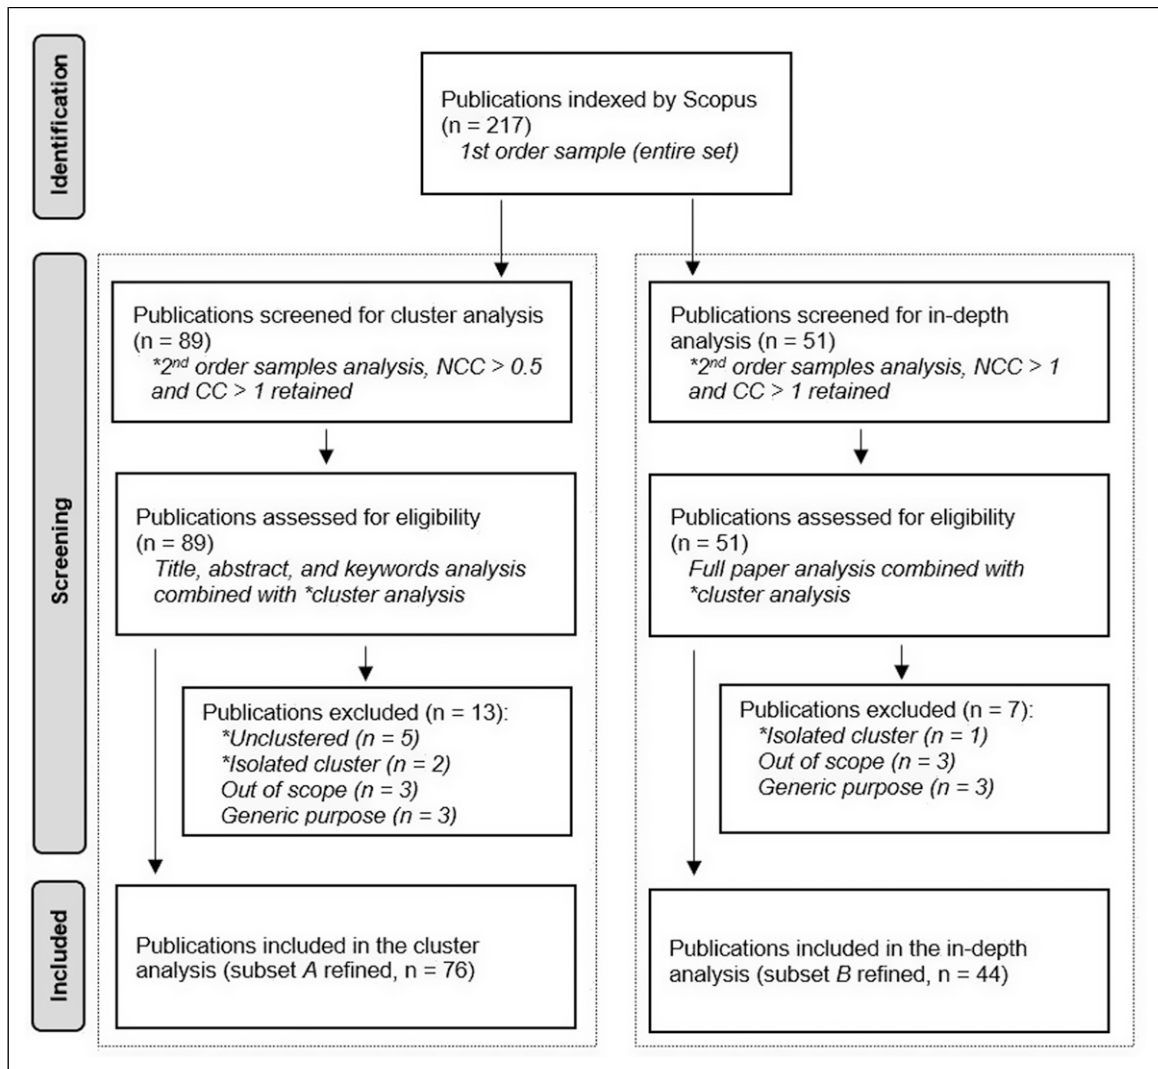 Identification
Publications indexed by Scopus
(n = 217)
1st order sample (entire set)
Screening
Publications screened for cluster analysis
(n = 89)
*2nd order samples analysis, NCC > 0.5
and CC > 1 retained
Publications screened for in-depth
analysis (n = 51)
*2nd order samples analysis, NCC > 1
and CC > 1 retained
Publications assessed for eligibility
(n = 89)
Title, abstract, and keywords analysis
combined with *cluster analysis
Publications assessed for eligibility
(n = 51)
Full paper analysis combined with
*cluster analysis
Publications excluded (n = 13):
*Unclustered (n = 5)
*Isolated cluster (n = 2)
Out of scope (n = 3)
Generic purpose (n = 3)
Publications excluded (n = 7):
*Isolated cluster (n = 1)
Out of scope (n = 3)
Generic purpose (n = 3)
Included
Publications included in the cluster
analysis (subset A refined, n = 76)
Publications included in the in-depth
analysis (subset B refined, n = 44)